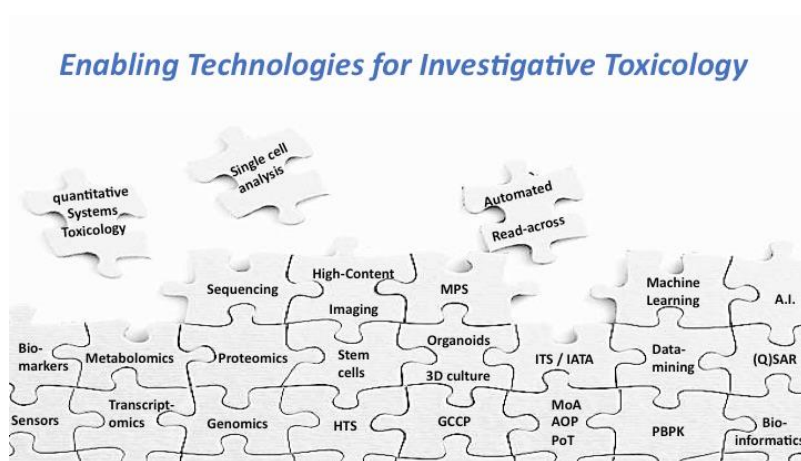 Enabling Technologies for Investigative Toxicology
Single cell
analysis
quantitative
Systems
Toxicology
Automated
Read-across
Sequencing
High-Content
Imaging
MPS
Machine
Learning
A.I.
Bio-
markers
Metabolomics
Proteomics
Stem
cells
Organoids
3D culture
ITS / IATA
Data-
mining
(Q)SAR
Sensors
Transcript-
omics
Genomics
HTS
GCCP
MoA
AOP
PoT
PBPK
Bio-
informatics